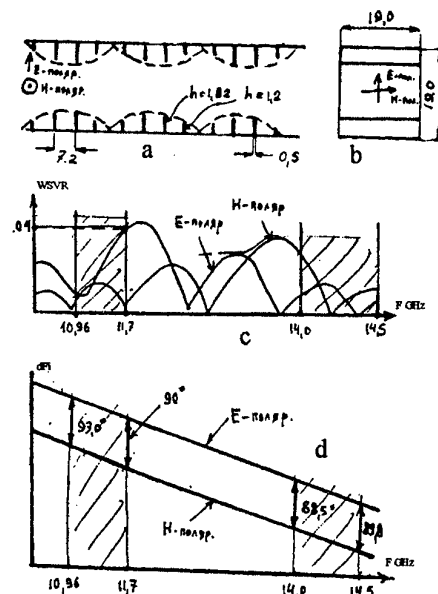 19,0
Е-поляр.
Н-поляр.
h=1,82
h=1,2
Е-пол.
Н-пол.
19.0
7.2
a
0,5
b
WSVR
.04
Е-поляр
Н-поляр
10,96
11,7
14,0
14,5
F GHz
c
dFi
93,0°
90°
Е-поляр.
d
Н-поляр.
88,5°
89,8
F GHz
10,96
11,7
14.0
14.5